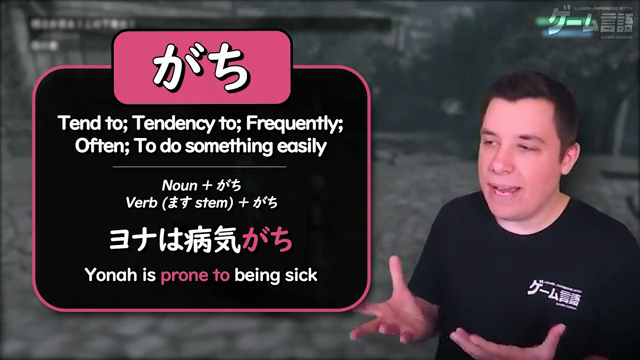 がち
Tend to; Tendency to; Frequently;
Often; To do something easily
Noun + がち
Verb (ます stem) + がち
ヨナは病気がち
Yonah is prone to being sick
ゲーム言語
ゲーム言語